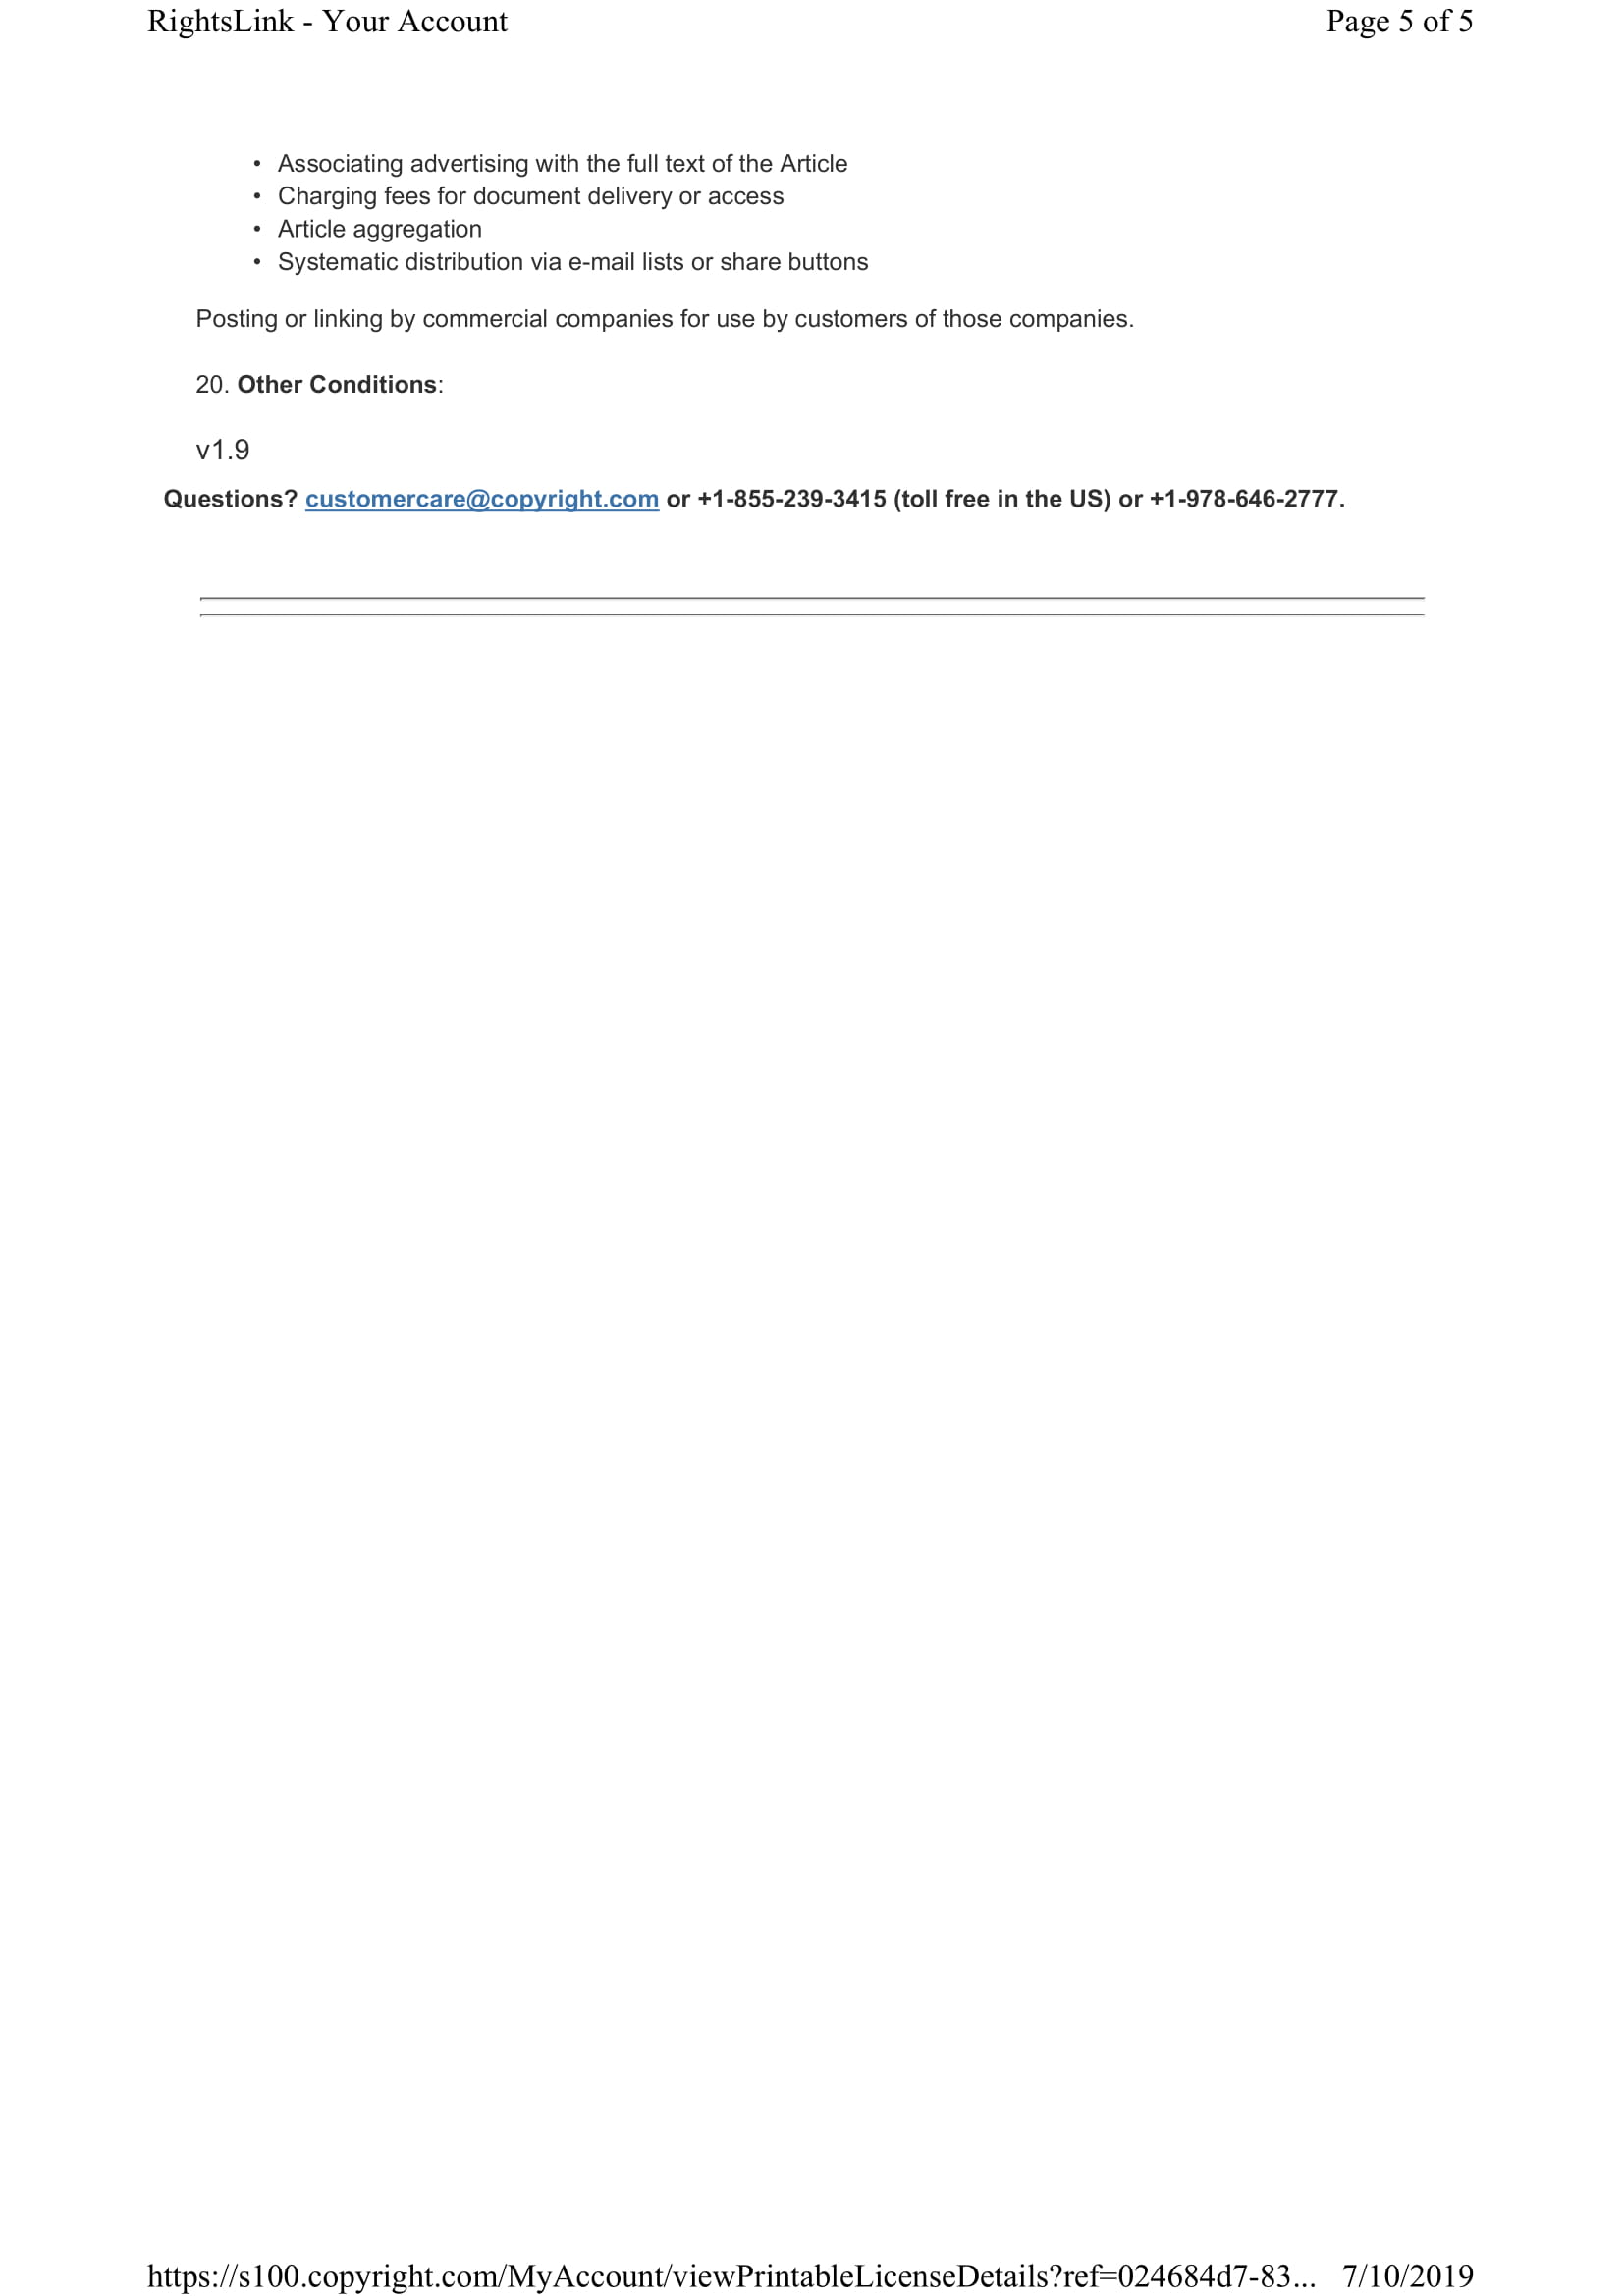 RightsLink - Your Account Page 5 of 5
• Associating advertising with the full text of the Article
• Charging fees for document delivery or access
• Article aggregation
• Systematic distribution via e-mail lists or share buttons
Posting or linking by commercial companies for use by customers of those companies.
20. Other Conditions:
v1.9
Questions? customercare@copyright.com or +1-855-239-3415 (toll free in the US) or +1-978-646-2777.
https://s100.copyright.com/MyAccount/viewPrintableLicenseDetails?ref=024684d7-83... 7/10/2019